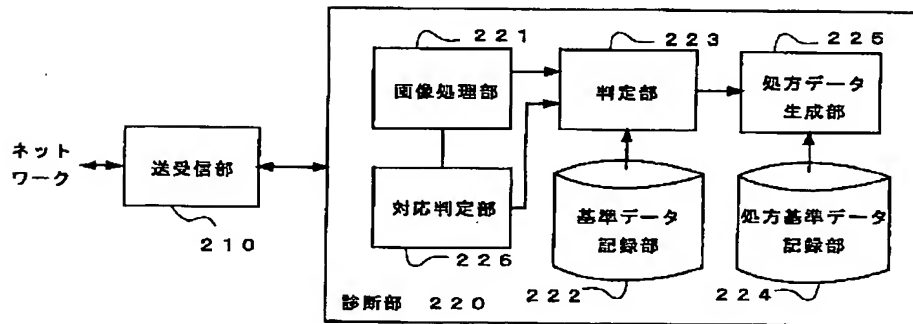 221
223
225
画像処理部
判定部
処方データ
生成部
ネット
ワーク
送受信部
対応判定部
基準データ
記録部
処方基準データ
記録部
210
226
222
224
診断部 220